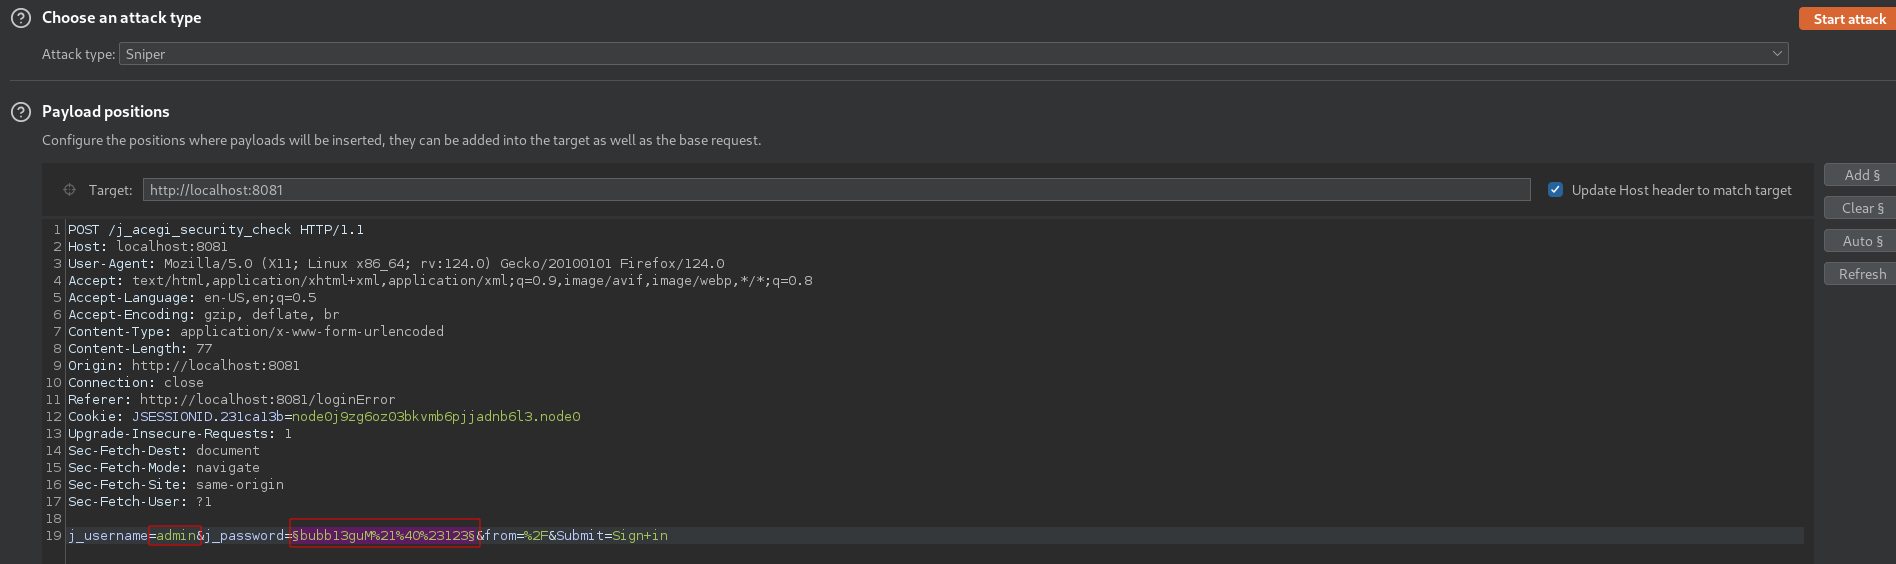 Choose an attack type
Start attack
Attack type: Sniper
Payload positions
Configure the positions where payloads will be inserted, they can be added into the target as well as the base request.
Target: http://localhost:8081
Update Host header to match target
Add §
Clear §
Auto §
Refresh
1 POST /j_acegi_security_check HTTP/1.1
2 Host: localhost:8081
3 User-Agent: Mozilla/5.0 (X11; Linux x86_64; rv:124.0) Gecko/20100101 Firefox/124.0
4 Accept: text/html,application/xhtml+xml,application/xml;q=0.9,image/avif,image/webp,*/*;q=0.8
5 Accept-Language: en-US,en;q=0.5
6 Accept-Encoding: gzip, deflate, br
7 Content-Type: application/x-www-form-urlencoded
8 Content-Length: 77
9 Origin: http://localhost:8081
10 Connection: close
11 Referer: http://localhost:8081/loginError
12 Cookie: JSESSIONID.231ca13b=node0j9zg6oz03bkvmb6pjjadnb6l3.node0
13 Upgrade-Insecure-Requests: 1
14 Sec-Fetch-Dest: document
15 Sec-Fetch-Mode: navigate
16 Sec-Fetch-Site: same-origin
17 Sec-Fetch-User: ?1
18
19 j_username=admin&j_password=§bubbl3guM%21%40%23123§&from=%2F&Submit=Sign+in